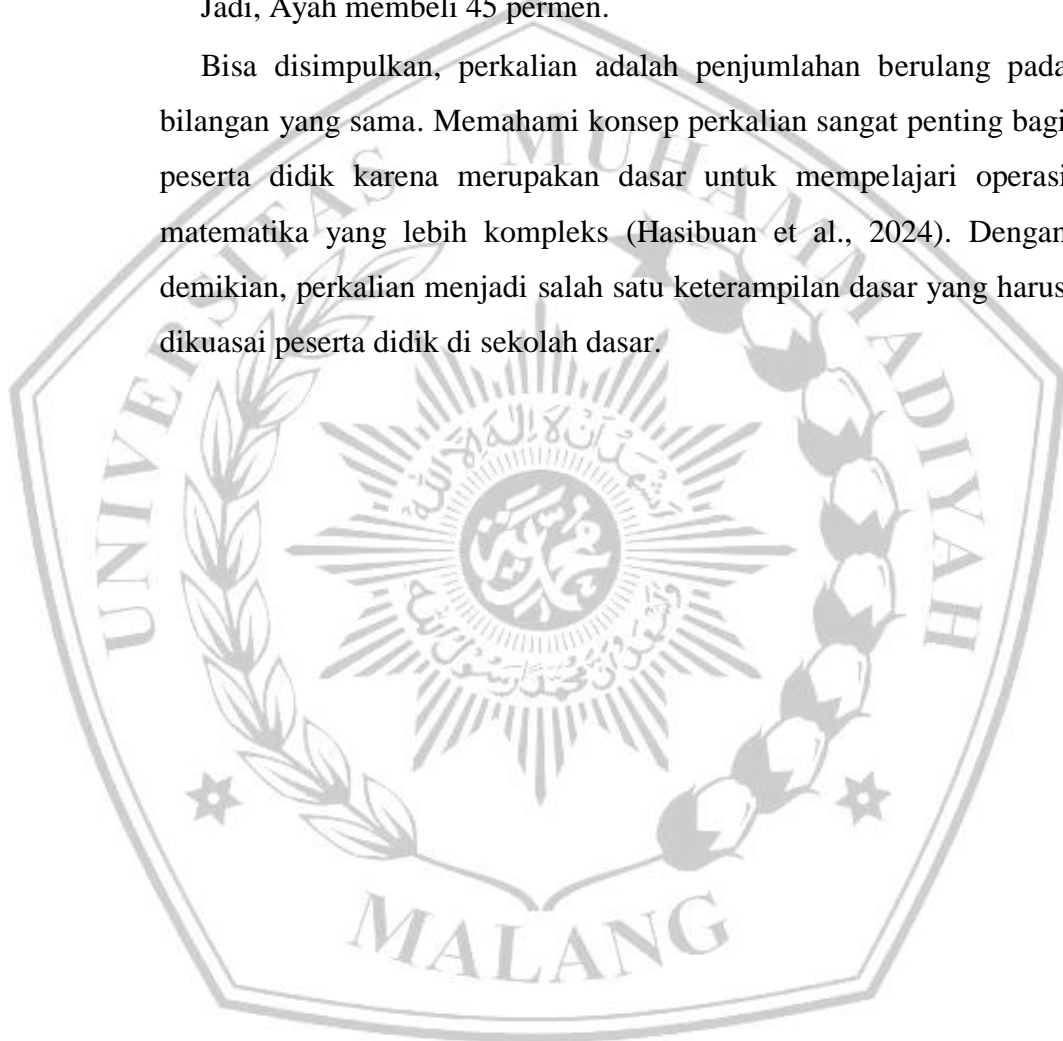 Jadi, Ayah membeli 45 permen.
Bisa disimpulkan, perkalian adalah penjumlahan berulang pada
bilangan yang sama. Memahami konsep perkalian sangat penting bagi
peserta didik karena merupakan dasar untuk mempelajari operasi
matematika yang lebih kompleks (Hasibuan et al., 2024). Dengan
demikian, perkalian menjadi salah satu keterampilan dasar yang harus
dikuasai peserta didik di sekolah dasar.
UNIVERSITAS MUHAMMADIYAH
MALANG